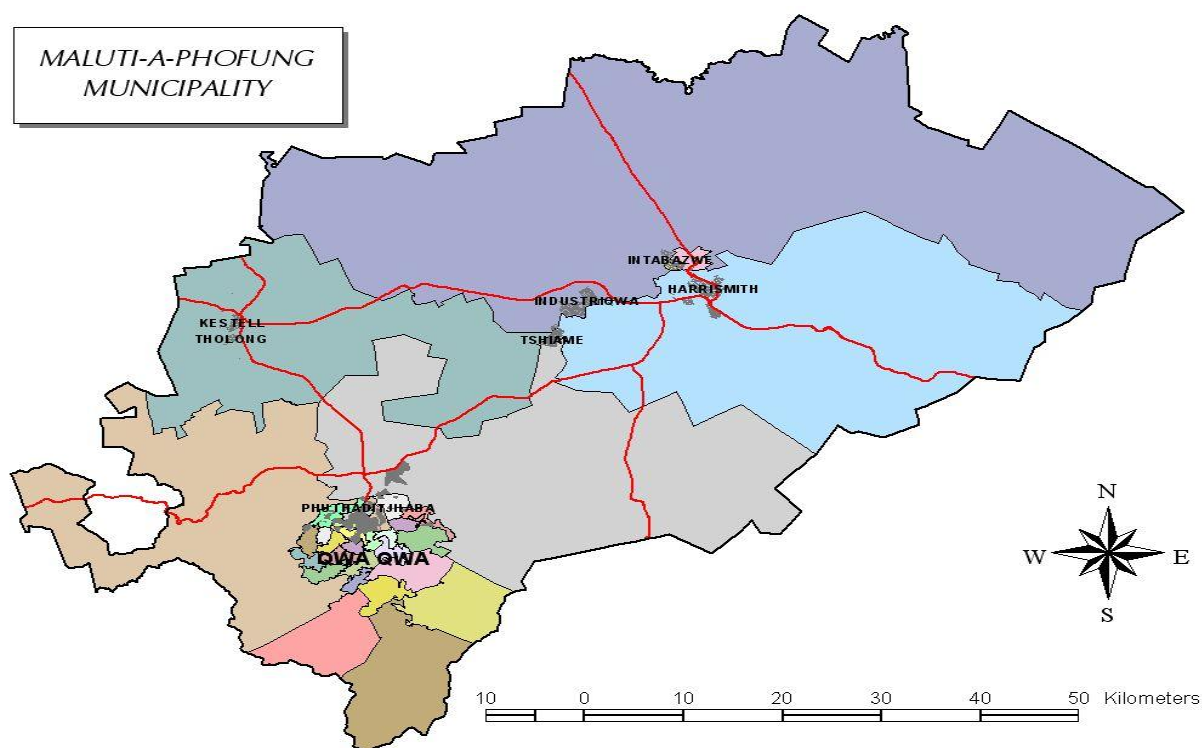 MALUTI-A-PHOFUNG
MUNICIPALITY
INTABAZWE
HARRISMITH
INDUSTRIQWA
KESTELL
THOLONG
TSHIAME
PHUTHADITJHABA
QWA QWA
N
W
E
S
10 0 10 20 30 40 50 Kilometers